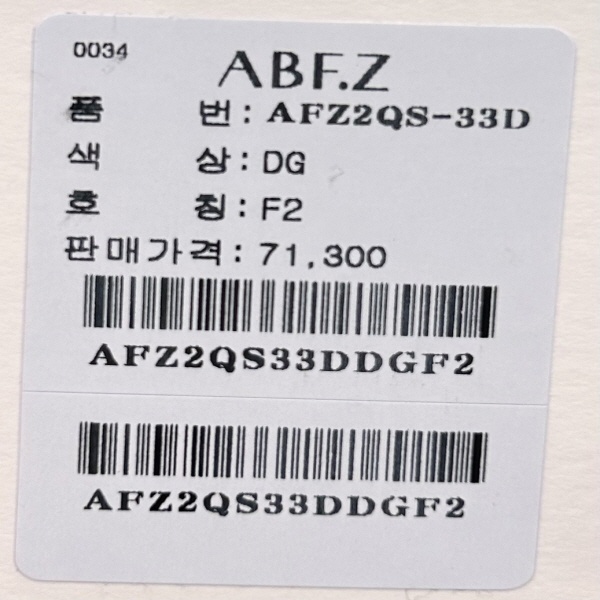 0034
ABF.Z
품 번 : AFZ2QS-33D
색 상 : DG
호 칭 : F2
판매가격 : 71,300
AFZ2QS33DDGF2
AFZ2QS33DDGF2